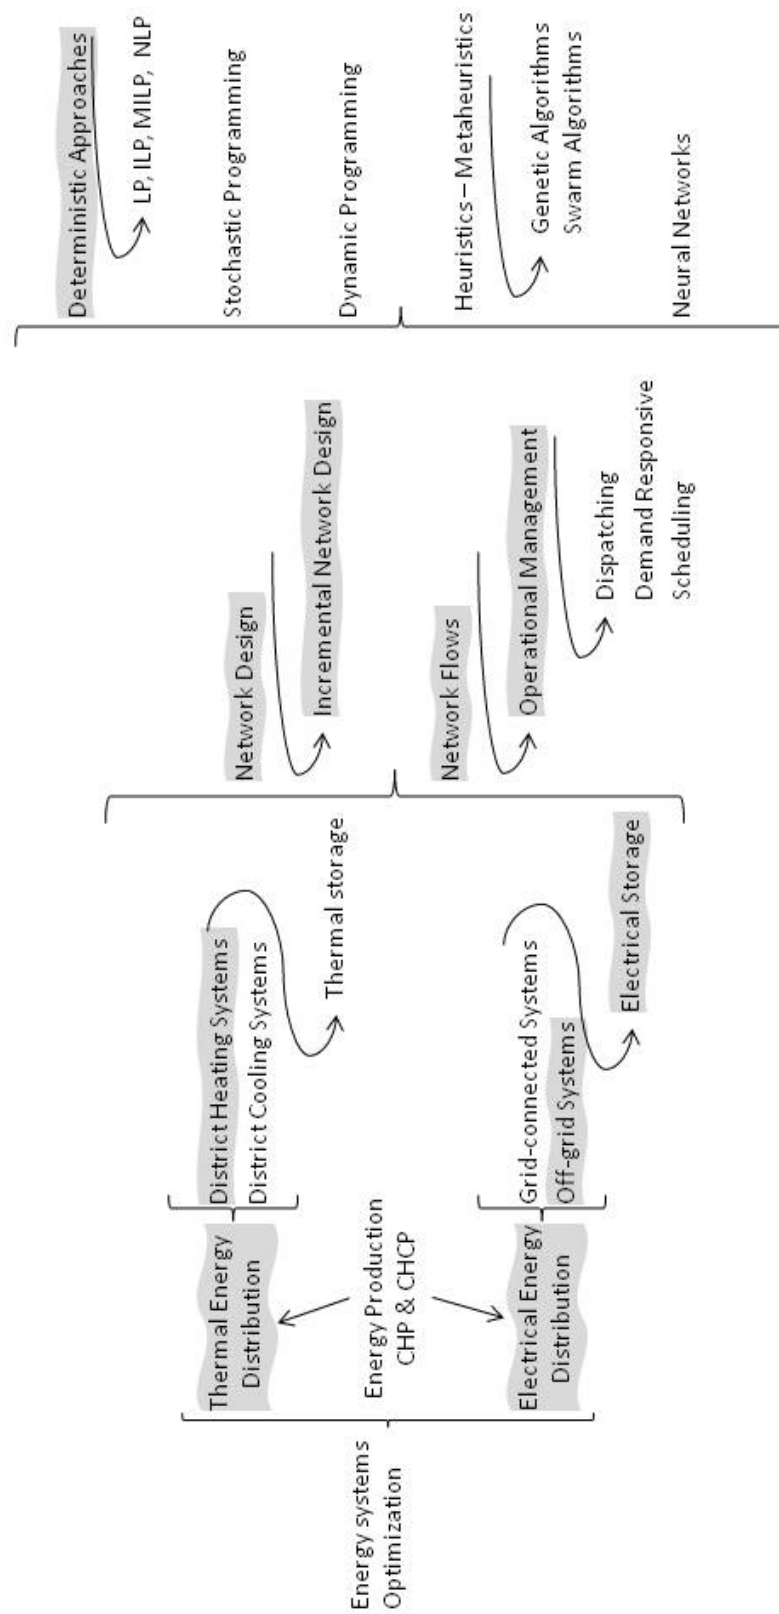 Energy systems
Optimization
Thermal Energy
Distribution
Energy Production
CHP & CHCP
Electrical Energy
Distribution
District Heating Systems
District Cooling Systems
Thermal storage
Grid-connected Systems
Off-grid Systems
Electrical Storage
Network Design
Incremental Network Design
Network Flows
Operational Management
Dispatching
Demand Responsive
Scheduling
Deterministic Approaches
LP, ILP, MILP, NLP
Stochastic Programming
Dynamic Programming
Heuristics – Metaheuristics
Genetic Algorithms
Swarm Algorithms
Neural Networks